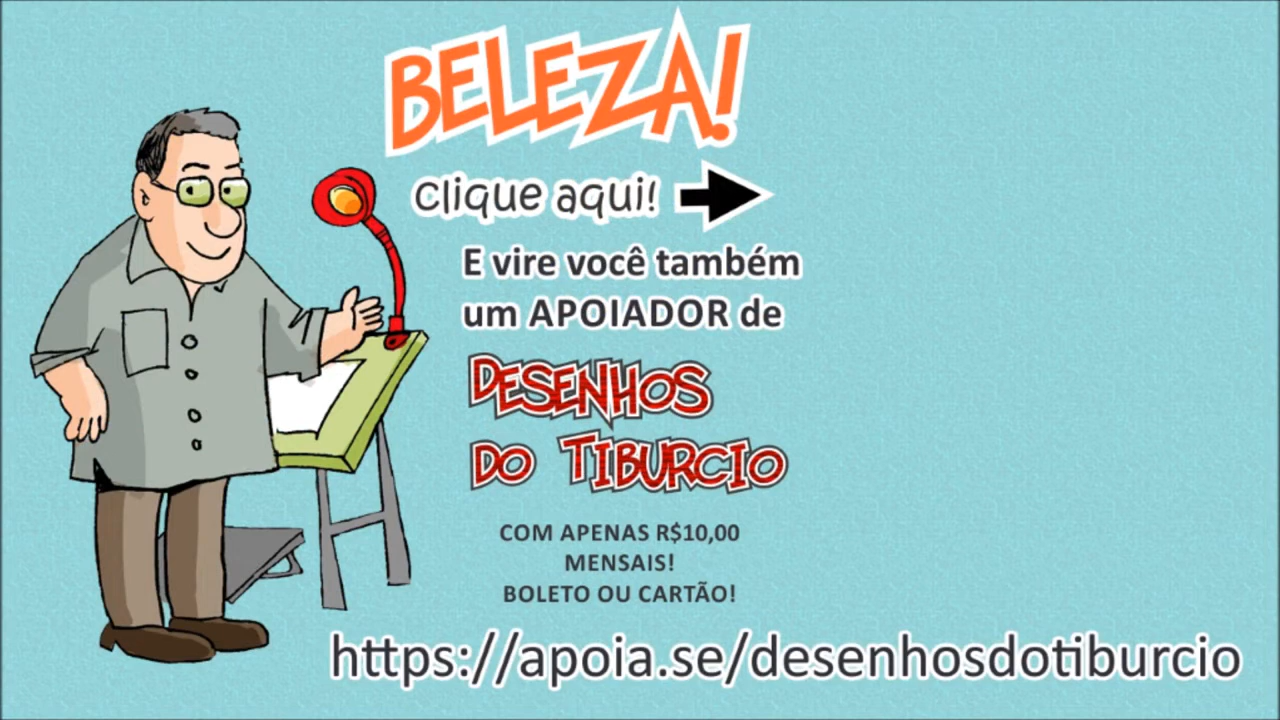 BELEZA!
clique aqui!
E vire você também
um APOIADOR de
DESENHOS
DO TIBURCIO
COM APENAS R$10,00
MENSAIS!
BOLETO OU CARTÃO!
https://apoia.se/desenhosdotiburcio